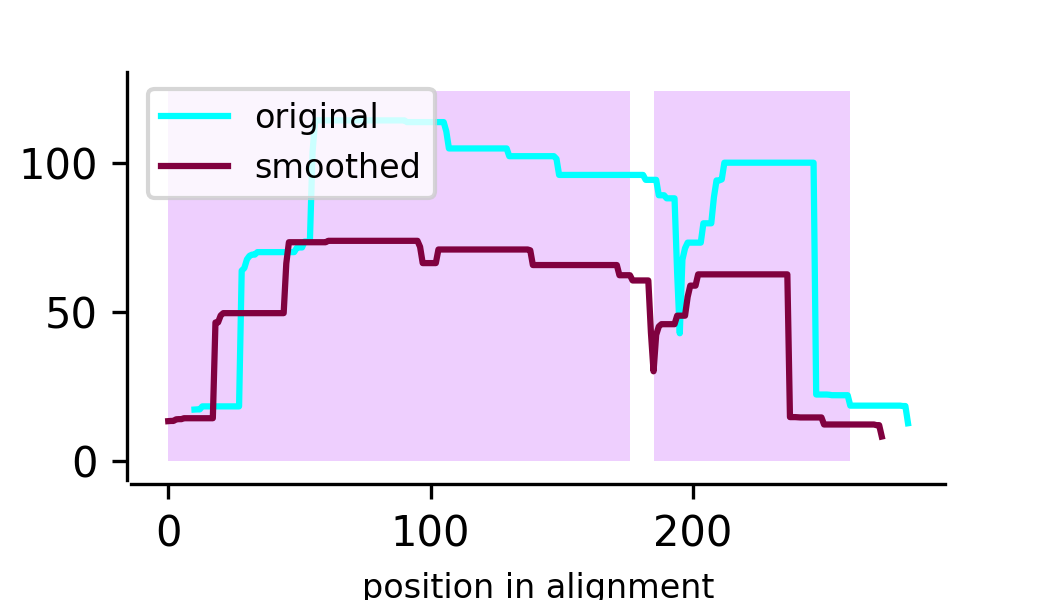 original
smoothed
100
50
0
0 100 200
position in alignment